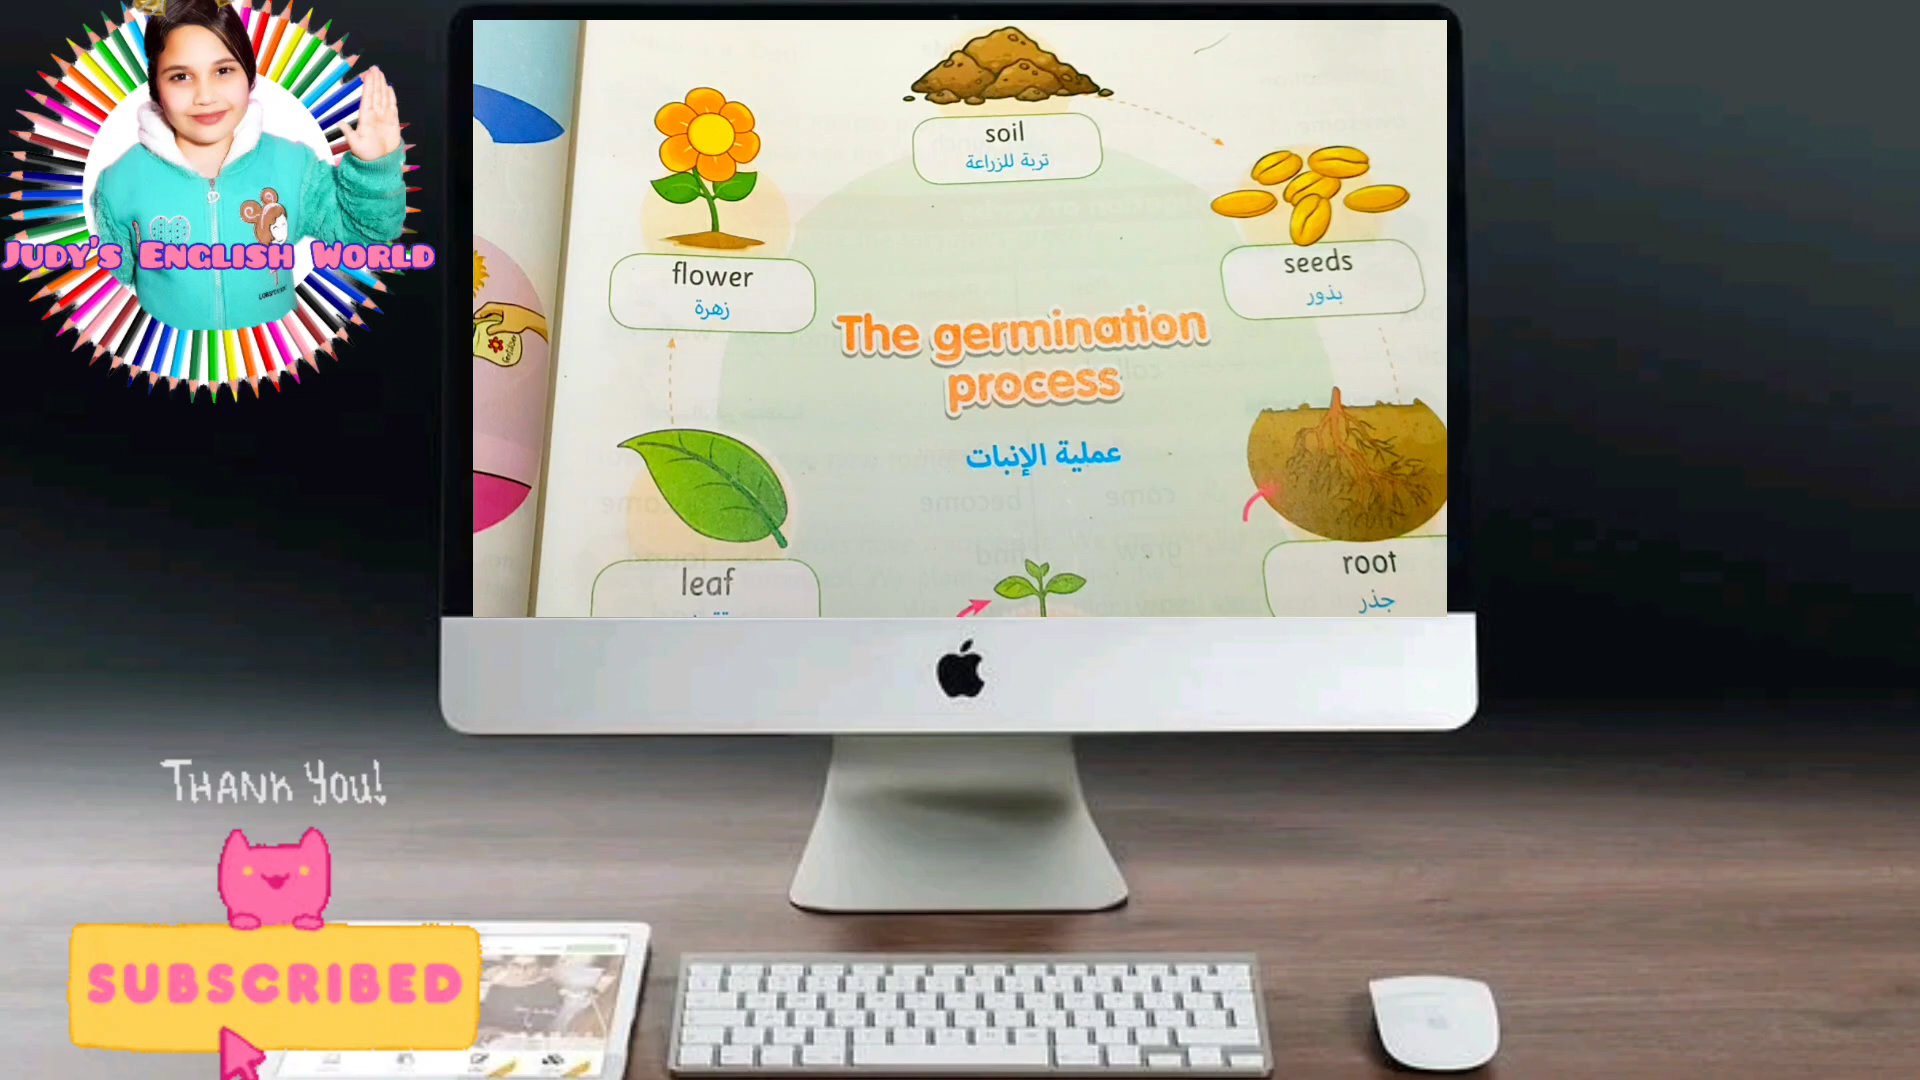 JUDY'S ENGLISH WORLD
soil
تربة للزراعة
flower
زهرة
seeds
بذور
The germination
process
عملية الإنبات
leaf
root
جذر
THANK YOU!
SUBSCRIBED